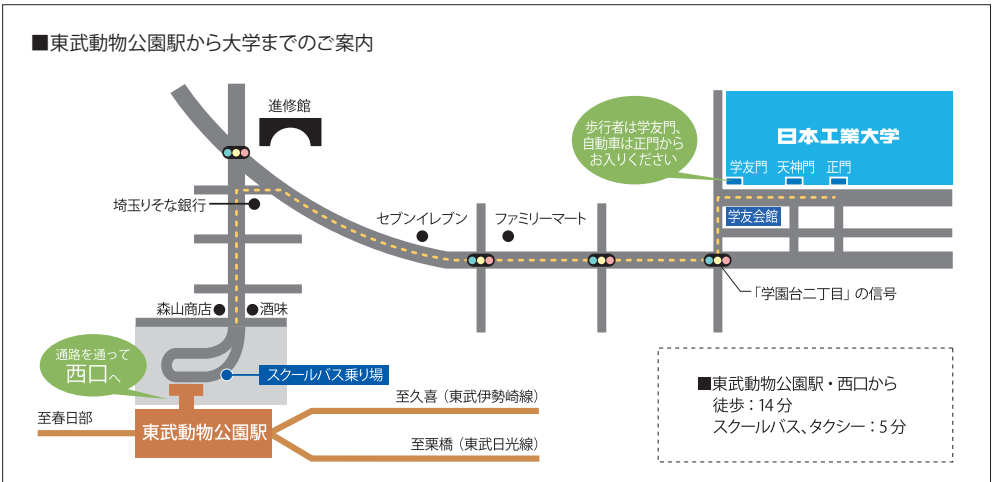 ■東武動物公園駅から大学までのご案内
進修館
歩行者は学友門、
自動車は正門から
お入りください
日本工業大学
学友門 天神門 正門
埼玉りそな銀行
セブンイレブン
ファミリーマート
学友会館
「学園台二丁目」の信号
森山商店
酒味
通路を通って
西口へ
スクールバス乗り場
至久喜（東武伊勢崎線）
至春日部
東武動物公園駅
至栗橋（東武日光線）
■東武動物公園駅・西口から
徒歩：14分
スクールバス、タクシー：5分